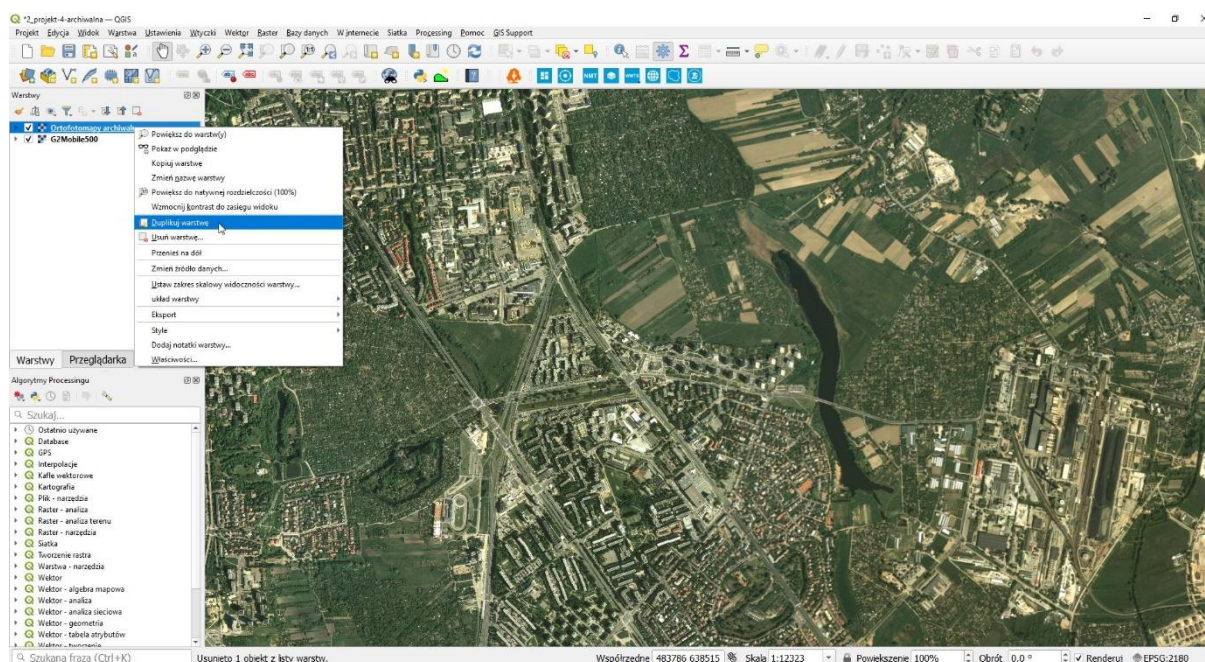 *2_projekt-4-archiwalna — QGIS
Projekt Edycja Widok Warstwa Ustawienia Wtyczki Wektor Raster Bazy danych W internecie Siatka Processing Pomoc GIS Support
NMT
WMTS
Warstwy
Ortofotomapy archiwal
G2Mobile500
Powiększ do warstw(y)
Pokaż w podglądzie
Kopiuj warstwę
Zmień nazwę warstwy
Powiększ do natywnej rozdzielczości (100%)
Wzmocnij kontrast do zasięgu widoku
Duplikuj warstwę
Usuń warstwę...
Przenieś na dół
Zmień źródło danych...
Ustaw zakres skalowy widoczności warstwy...
układ warstwy
Eksport
Style
Dodaj notatki warstwy...
Właściwości...
Warstwy Przeglądarka
Algorytmy Processingu
Szukaj...
Ostatnio używane
Database
GPS
Interpolacje
Kafle wektorowe
Kartografia
Plik - narzędzia
Raster - analiza
Raster - analiza terenu
Raster - narzędzia
Siatka
Tworzenie rastra
Warstwa - narzędzia
Wektor
Wektor - algebra mapowa
Wektor - analiza
Wektor - analiza sieciowa
Wektor - geometria
Wektor - tabela atrybutów
Wektor - tworzenie
Szukana fraza (Ctrl+K) Usunięto 1 obiekt z listy warstw. Współrzędne 483786 638515 Skala 1:12323 Powiększenie 100% Obrót 0,0 ° Renderuj EPSG:2180